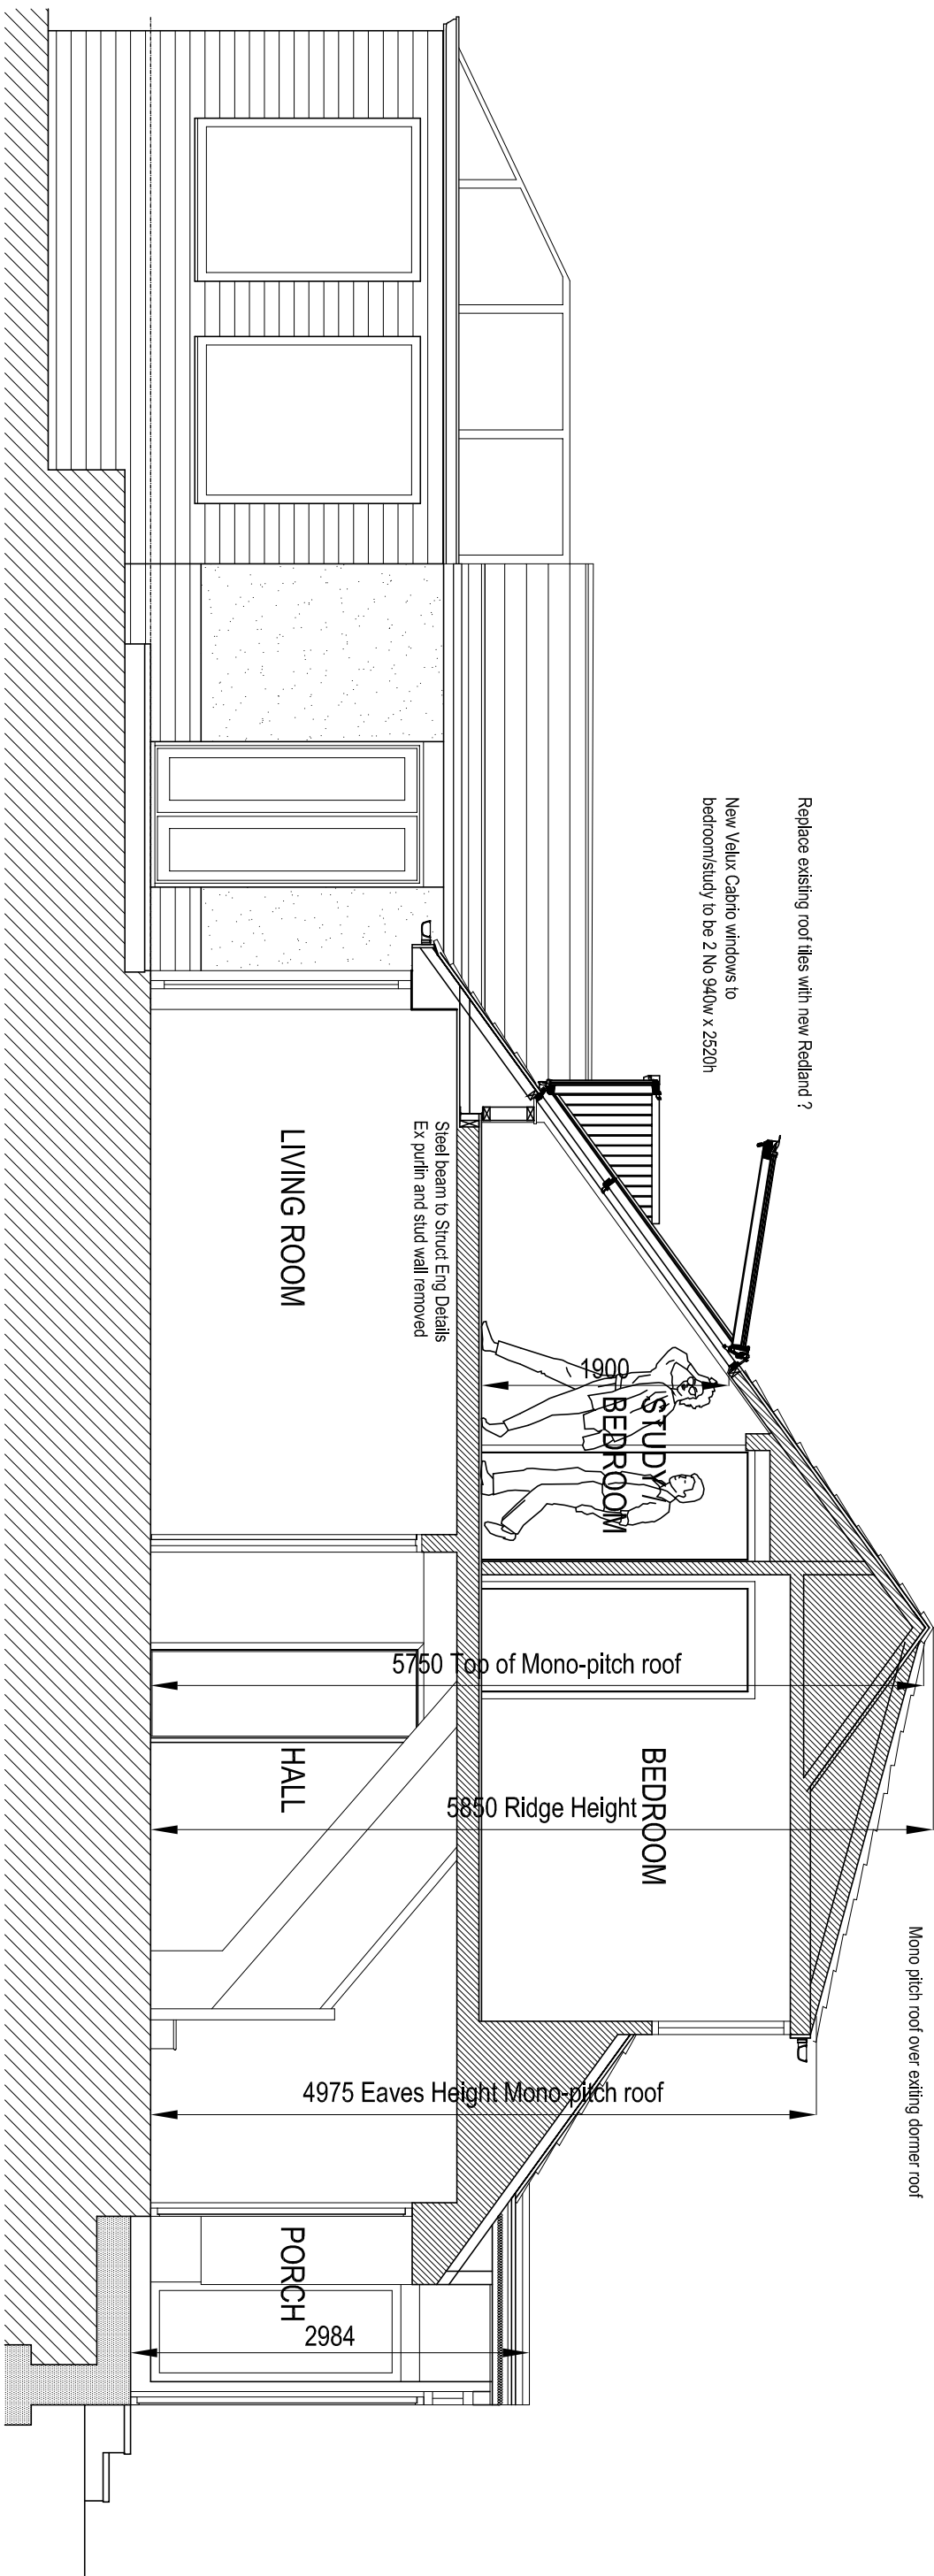 Replace existing roof tiles with new Redland ?
New Velux Cabrio windows to
bedroom/study to be 2 No 940w x 2520h
Mono pitch roof over exiting dormer roof
1900
STUDY
BEDROOM
BEDROOM
5750 Top of Mono-pitch roof
5850 Ridge Height
4975 Eaves Height Mono-pitch roof
Steel beam to Struct Eng Details
Ex purlin and stud wall removed
LIVING ROOM
HALL
PORCH
2984